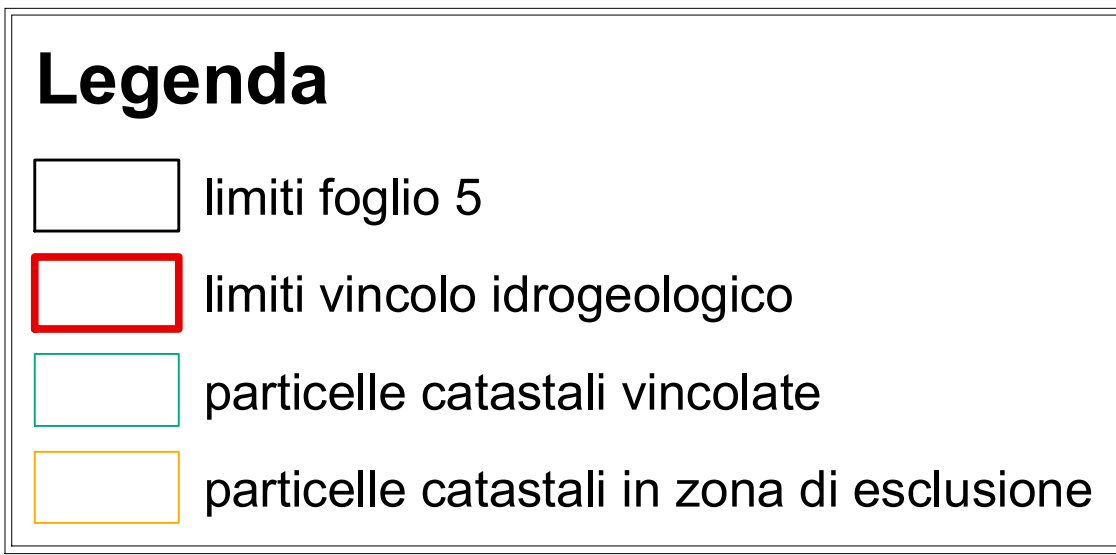 Legenda
limiti foglio 5
limiti vincolo idrogeologico
particelle catastali vincolate
particelle catastali in zona di esclusione